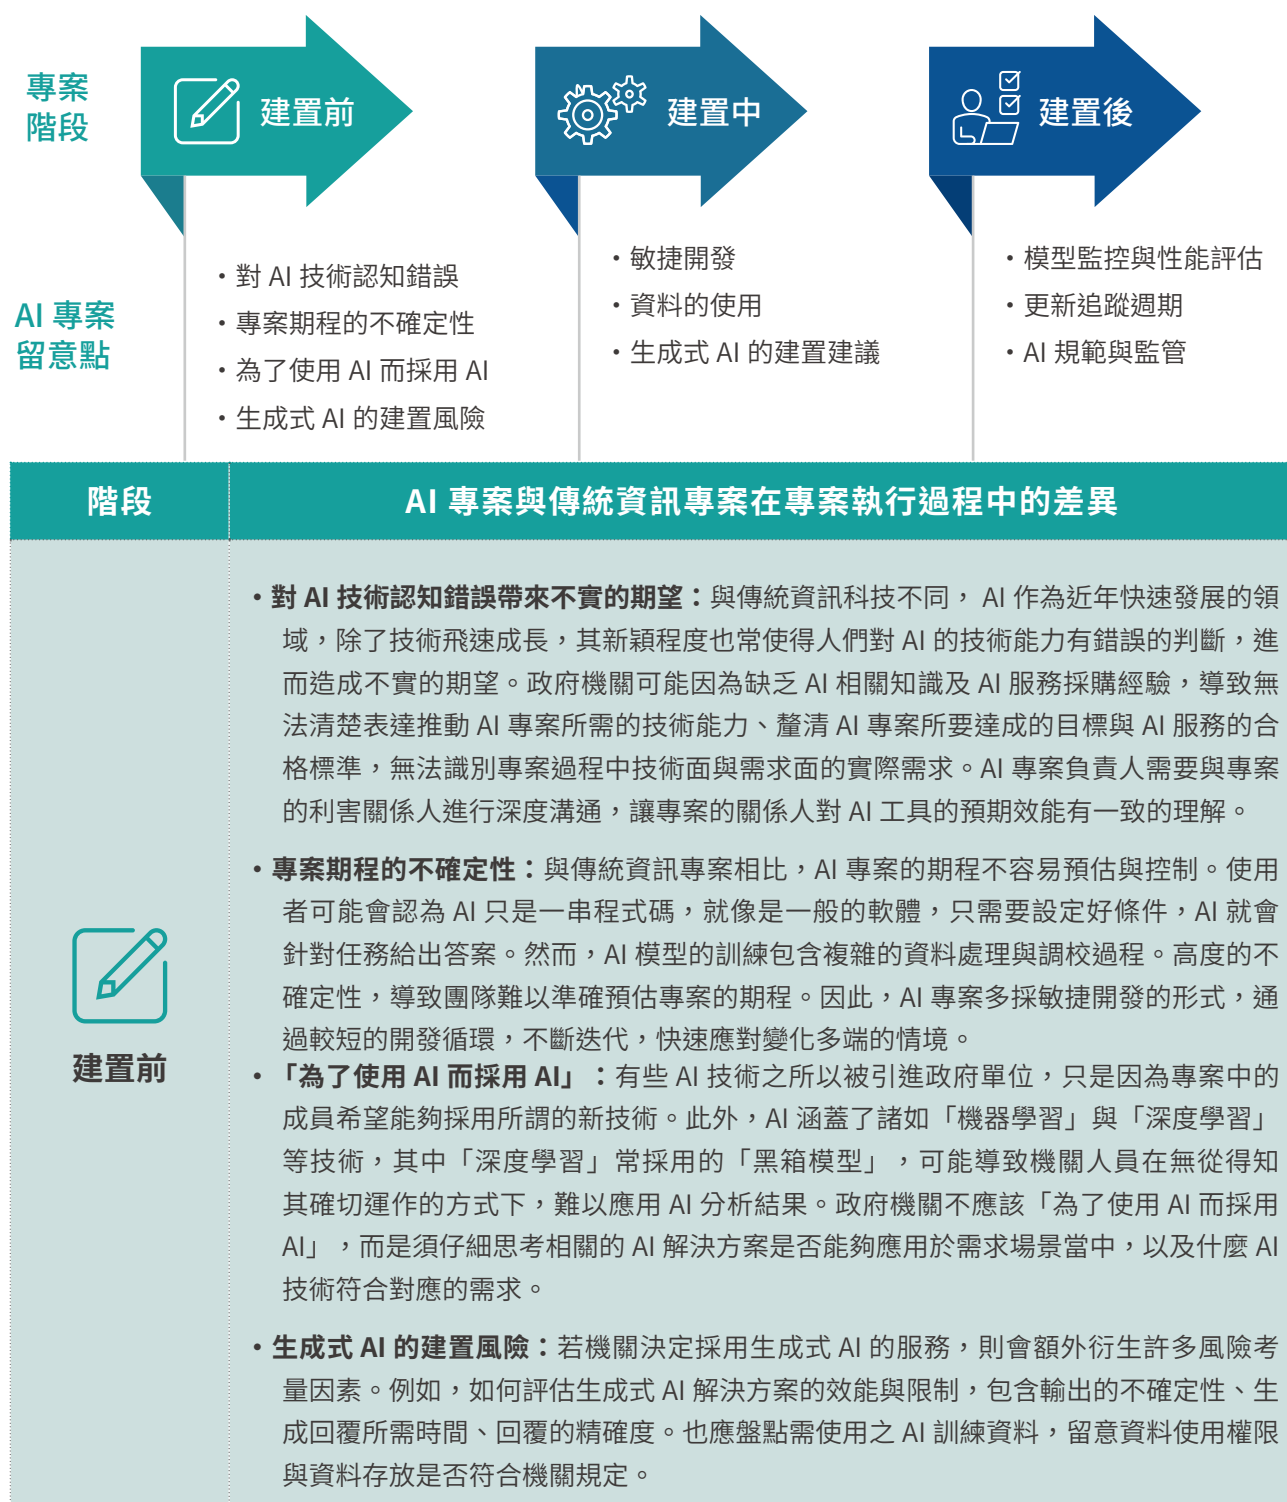 專案
階段
建置前
建置中
建置後
AI 專案
留意點
・對 AI 技術認知錯誤
・專案期程的不確定性
・為了使用 AI 而採用 AI
・生成式 AI 的建置風險
・敏捷開發
・資料的使用
・生成式 AI 的建置建議
・模型監控與性能評估
・更新追蹤週期
・AI 規範與監管
階段
AI 專案與傳統資訊專案在專案執行過程中的差異
建置前
・對 AI 技術認知錯誤帶來不實的期望：與傳統資訊科技不同， AI 作為近年快速發展的領
域，除了技術飛速成長，其新穎程度也常使得人們對 AI 的技術能力有錯誤的判斷，進
而造成不實的期望。政府機關可能因為缺乏 AI 相關知識及 AI 服務採購經驗，導致無
法清楚表達推動 AI 專案所需的技術能力、釐清 AI 專案所要達成的目標與 AI 服務的合
格標準，無法識別專案過程中技術面與需求面的實際需求。AI 專案負責人需要與專案
的利害關係人進行深度溝通，讓專案的關係人對 AI 工具的預期效能有一致的理解。
・專案期程的不確定性：與傳統資訊專案相比，AI 專案的期程不容易預估與控制。使用
者可能會認為 AI 只是一串程式碼，就像是一般的軟體，只需要設定好條件，AI 就會
針對任務給出答案。然而，AI 模型的訓練包含複雜的資料處理與調校過程。高度的不
確定性，導致團隊難以準確預估專案的期程。因此，AI 專案多採敏捷開發的形式，通
過較短的開發循環，不斷迭代，快速應對變化多端的情境。
・「為了使用 AI 而採用 AI」：有些 AI 技術之所以被引進政府單位，只是因為專案中的
成員希望能夠採用所謂的新技術。此外，AI 涵蓋了諸如「機器學習」與「深度學習」
等技術，其中「深度學習」常採用的「黑箱模型」，可能導致機關人員在無從得知
其確切運作的方式下，難以應用 AI 分析結果。政府機關不應該「為了使用 AI 而採用
AI」，而是須仔細思考相關的 AI 解決方案是否能夠應用於需求場景當中，以及什麼 AI
技術符合對應的需求。
・生成式 AI 的建置風險：若機關決定採用生成式 AI 的服務，則會額外衍生許多風險考
量因素。例如，如何評估生成式 AI 解決方案的效能與限制，包含輸出的不確定性、生
成回覆所需時間、回覆的精確度。也應盤點需使用之 AI 訓練資料，留意資料使用權限
與資料存放是否符合機關規定。